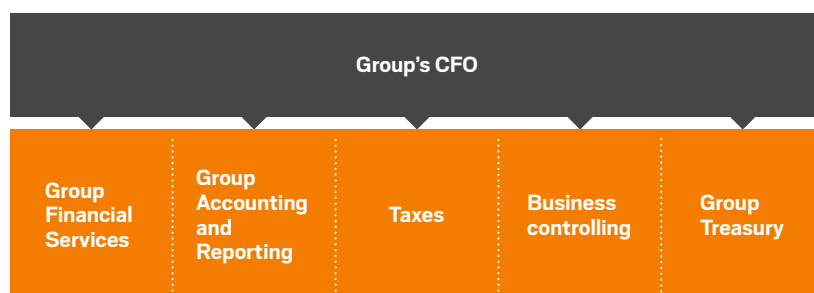 Group's CFO
Group
Financial
Services
Group
Accounting
and
Reporting
Taxes
Business
controlling
Group
Treasury